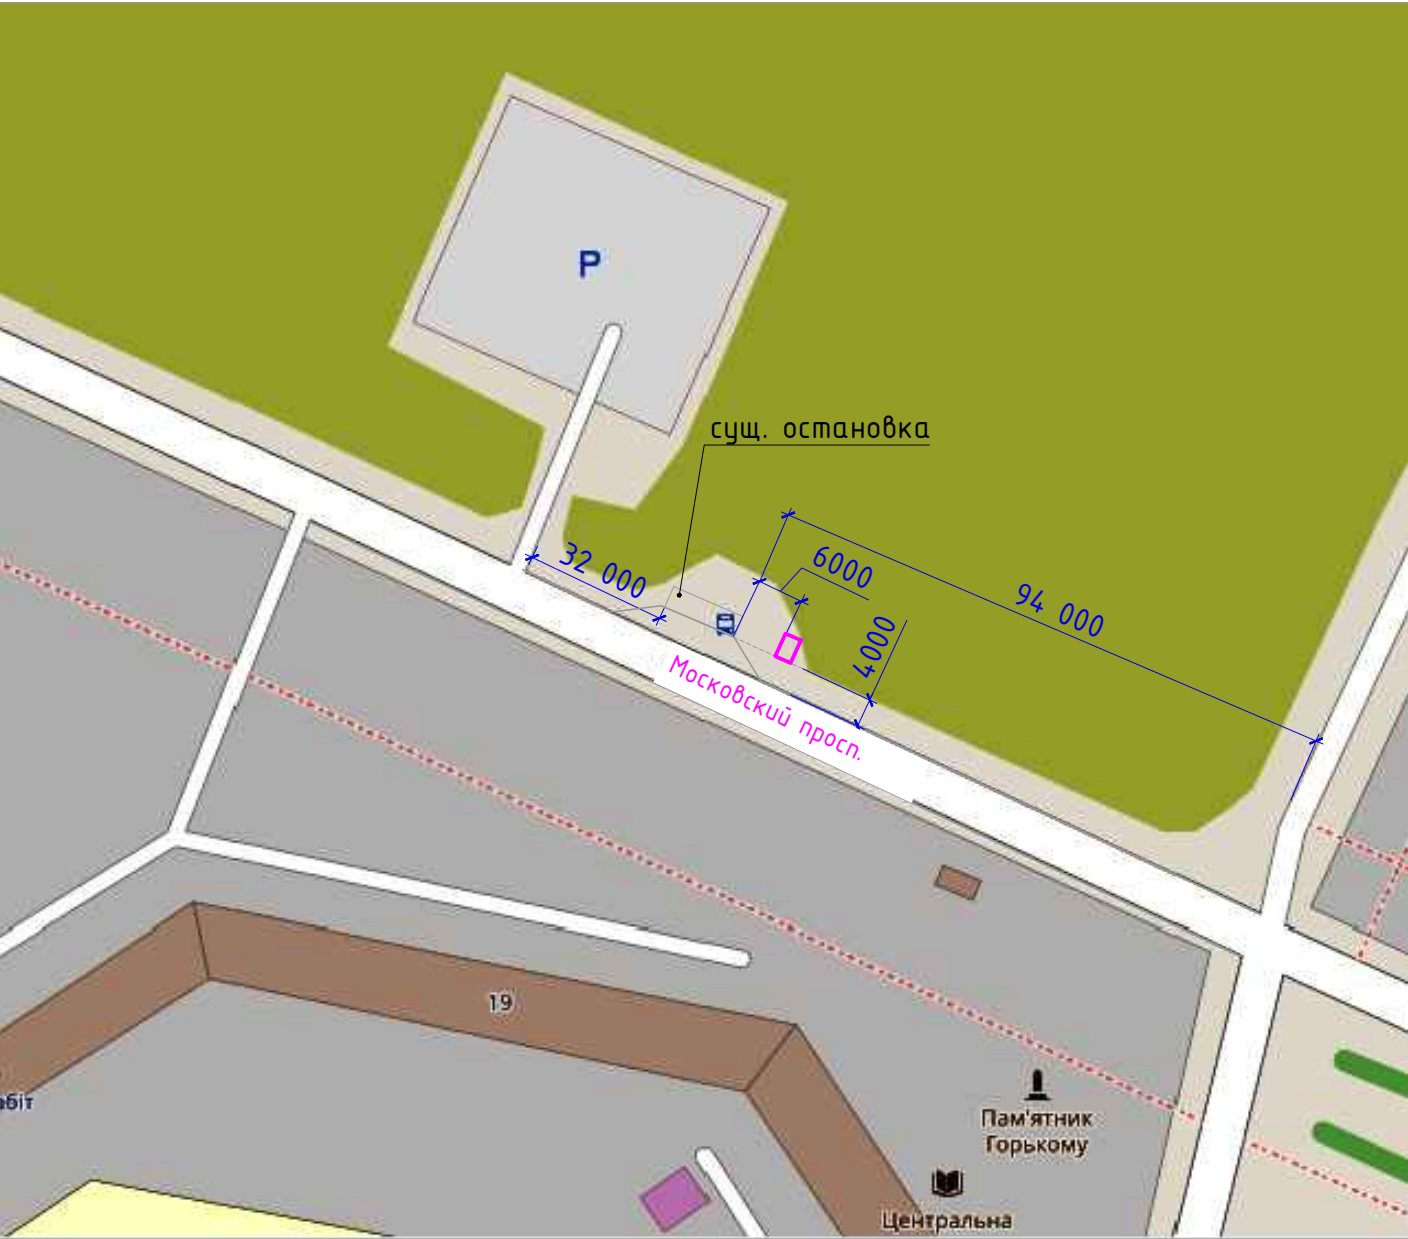 P
сущ. остановка
32 000
6000
94 000
4000
Московский просп.
19
Пам'ятник
Горькому
Центральна